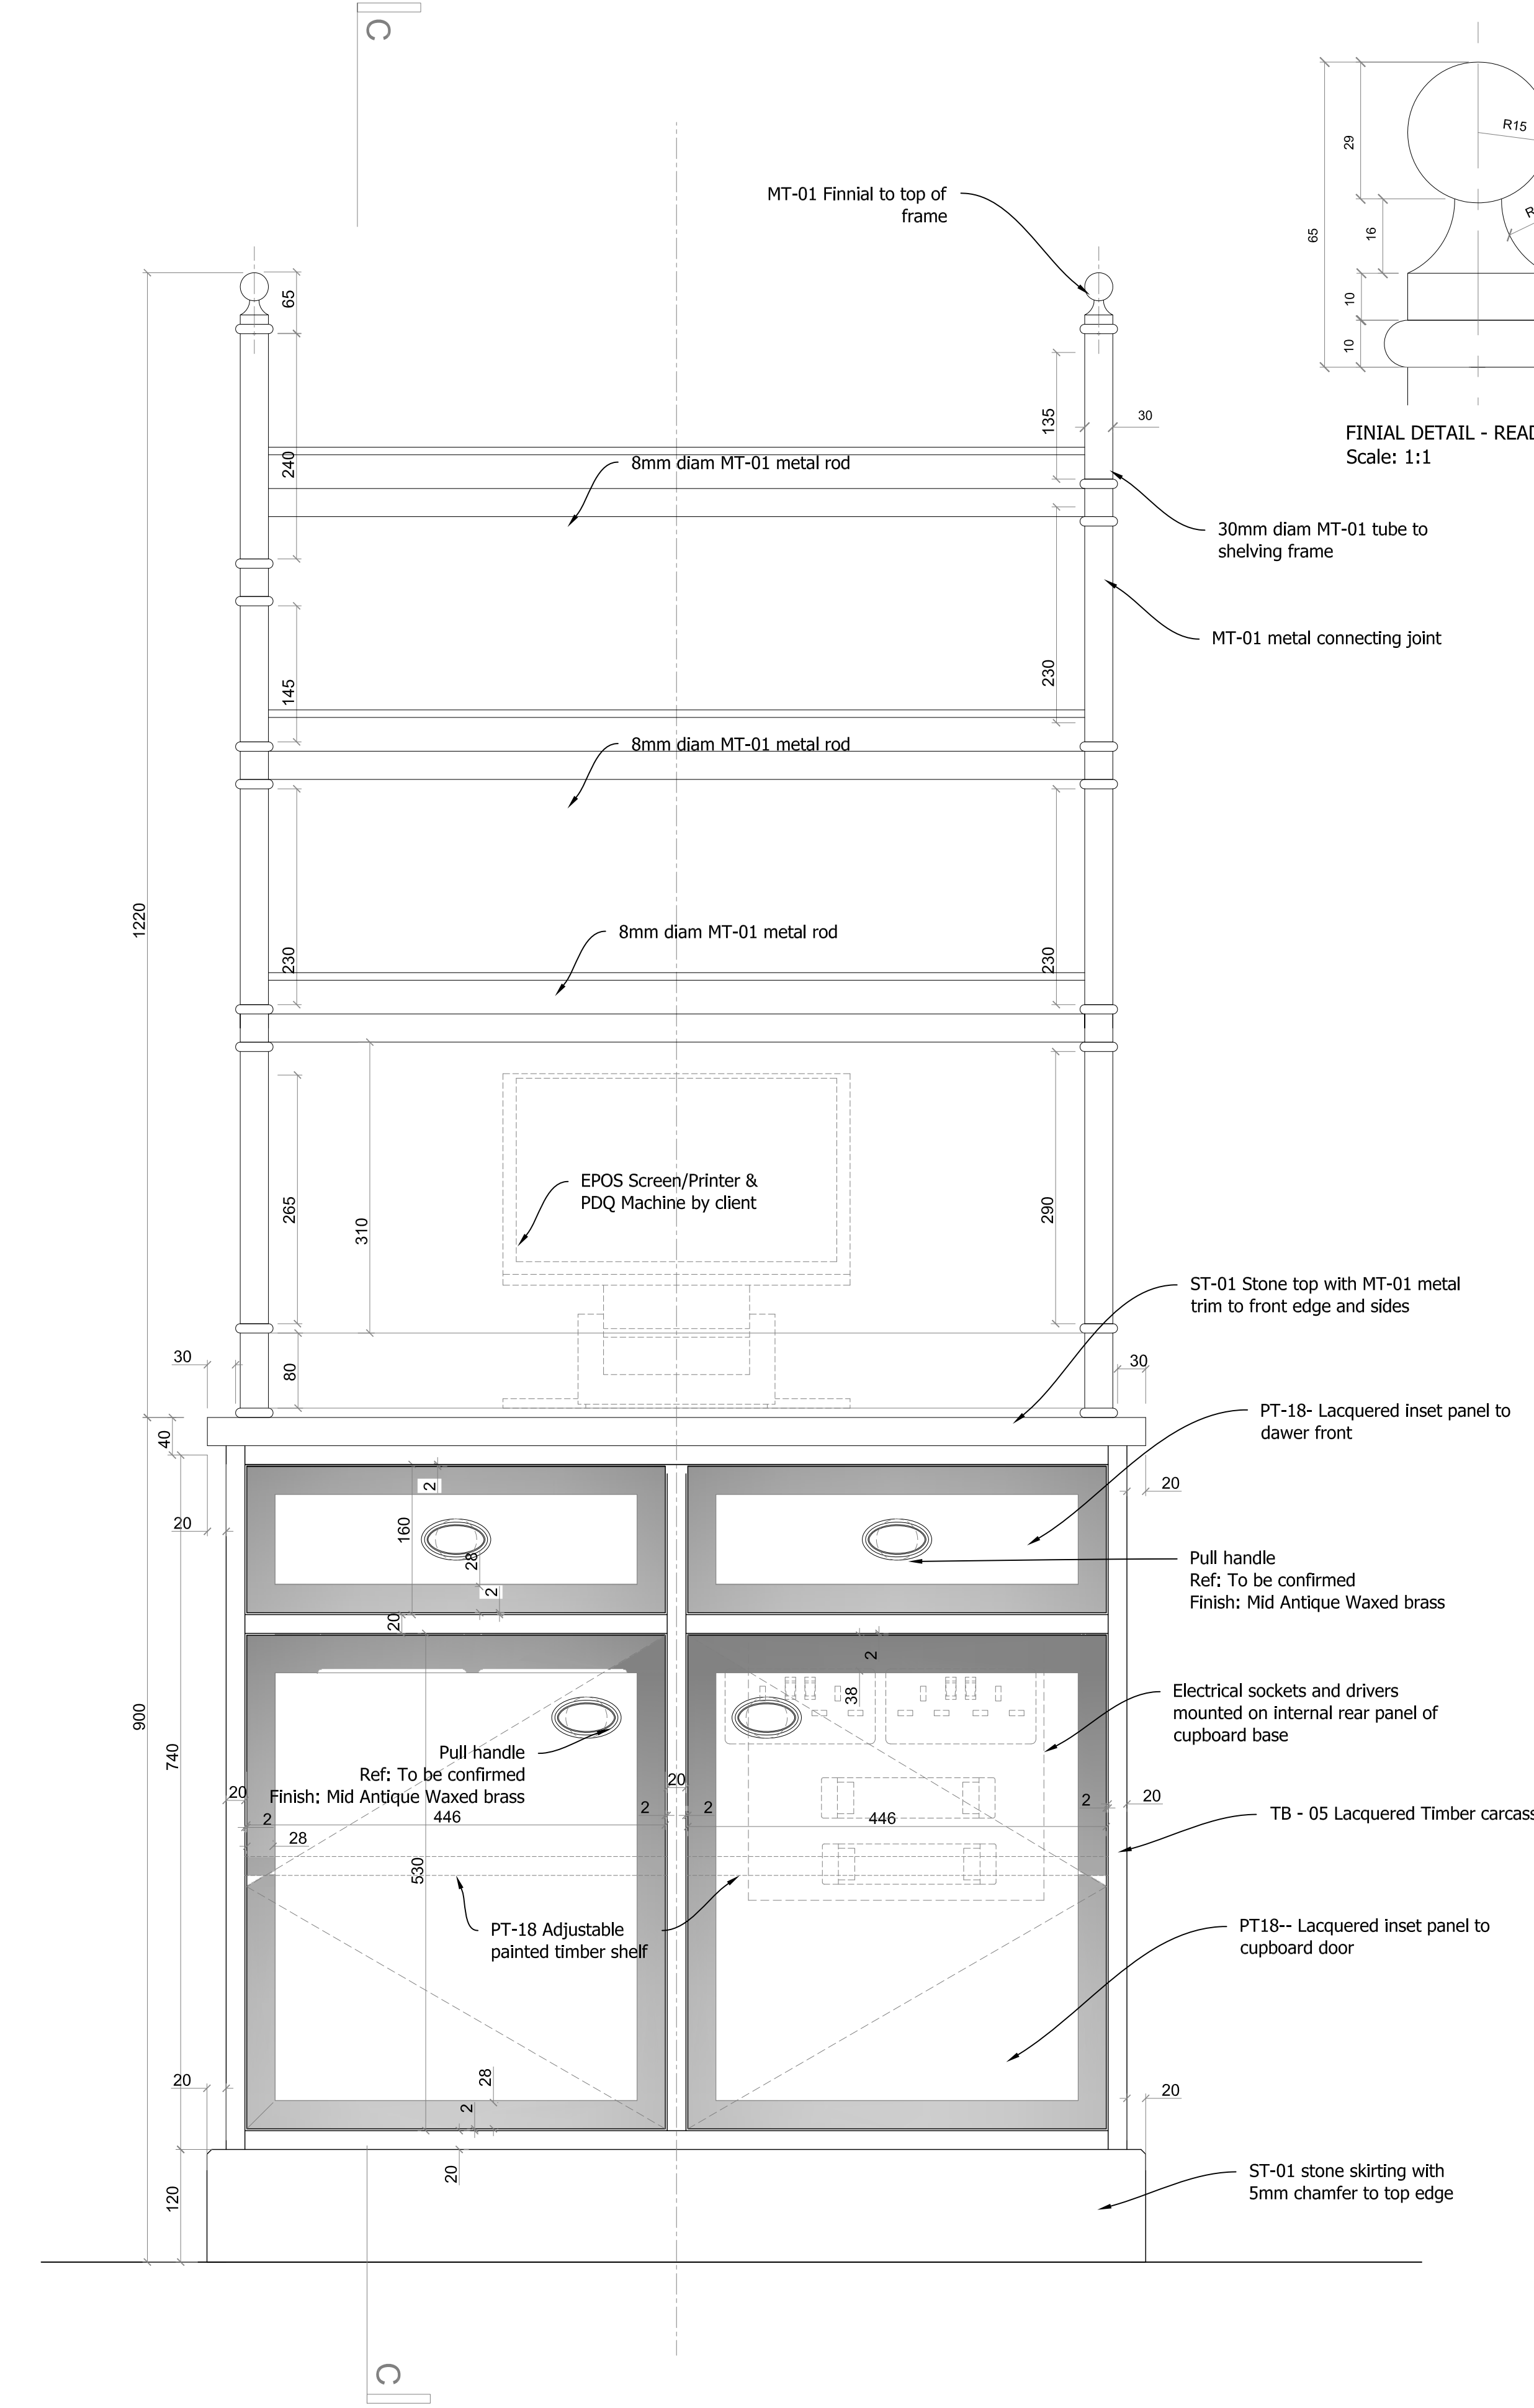 C
MT-01 Finnial to top of
frame
65
29
16
10
10
R15
R
FINIAL DETAIL - READ
Scale: 1:1
65
240
135
30
8mm diam MT-01 metal rod
30mm diam MT-01 tube to
shelving frame
MT-01 metal connecting joint
145
230
8mm diam MT-01 metal rod
1220
230
230
8mm diam MT-01 metal rod
EPOS Screen/Printer &
PDQ Machine by client
265
310
290
ST-01 Stone top with MT-01 metal
trim to front edge and sides
30
80
30
40
PT-18- Lacquered inset panel to
dawer front
2
20
20
160
28
2
20
Pull handle
Ref: To be confirmed
Finish: Mid Antique Waxed brass
2
38
Electrical sockets and drivers
mounted on internal rear panel of
cupboard base
900
740
Pull handle
Ref: To be confirmed
Finish: Mid Antique Waxed brass
20
20
20
2
446
2
2
446
2
28
TB - 05 Lacquered Timber carcass
530
PT-18 Adjustable
painted timber shelf
PT18-- Lacquered inset panel to
cupboard door
20
28
2
20
20
120
ST-01 stone skirting with
5mm chamfer to top edge
C